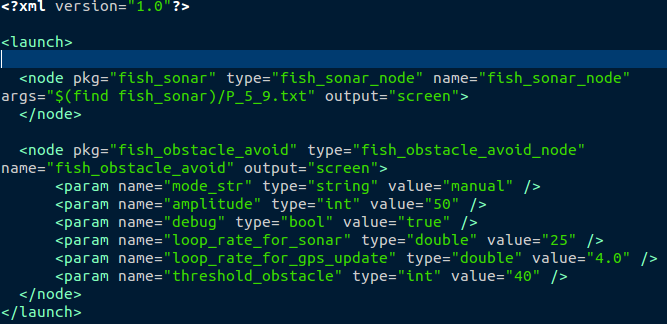 <?xml version="1.0"?>
<launch>
<node pkg="fish_sonar" type="fish_sonar_node" name="fish_sonar_node"
args="$(find fish_sonar)/P_5_9.txt" output="screen">
</node>
<node pkg="fish_obstacle_avoid" type="fish_obstacle_avoid_node"
name="fish_obstacle_avoid" output="screen">
<param name="mode_str" type="string" value="manual" />
<param name="amplitude" type="int" value="50" />
<param name="debug" type="bool" value="true" />
<param name="loop_rate_for_sonar" type="double" value="25" />
<param name="loop_rate_for_gps_update" type="double" value="4.0" />
<param name="threshold_obstacle" type="int" value="40" />
</node>
</launch>